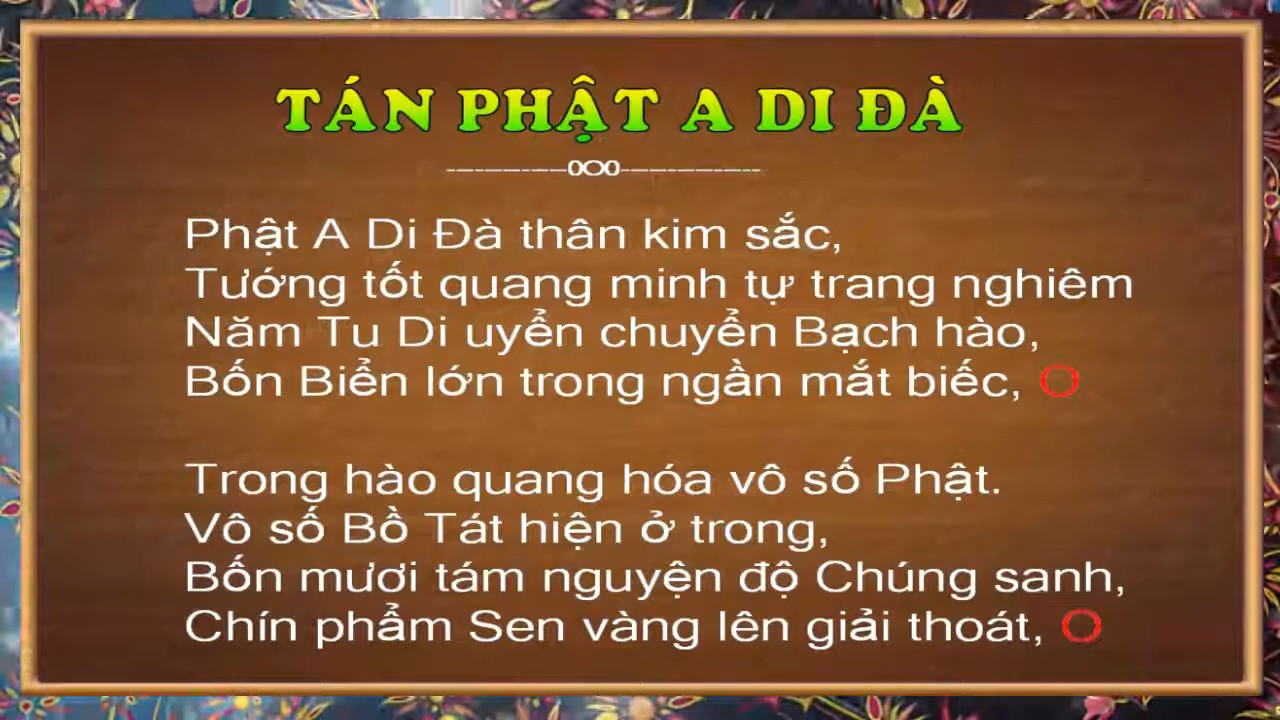 TÁN PHẬT A DI ĐÀ
---------------oOo---------------
Phật A Di Đà thân kim sắc,
Tướng tốt quang minh tự trang nghiêm
Năm Tu Di uyển chuyển Bạch hào,
Bốn Biển lớn trong ngần mắt biếc, O
Trong hào quang hóa vô số Phật.
Vô số Bồ Tát hiện ở trong,
Bốn mươi tám nguyện độ Chúng sanh,
Chín phẩm Sen vàng lên giải thoát, O